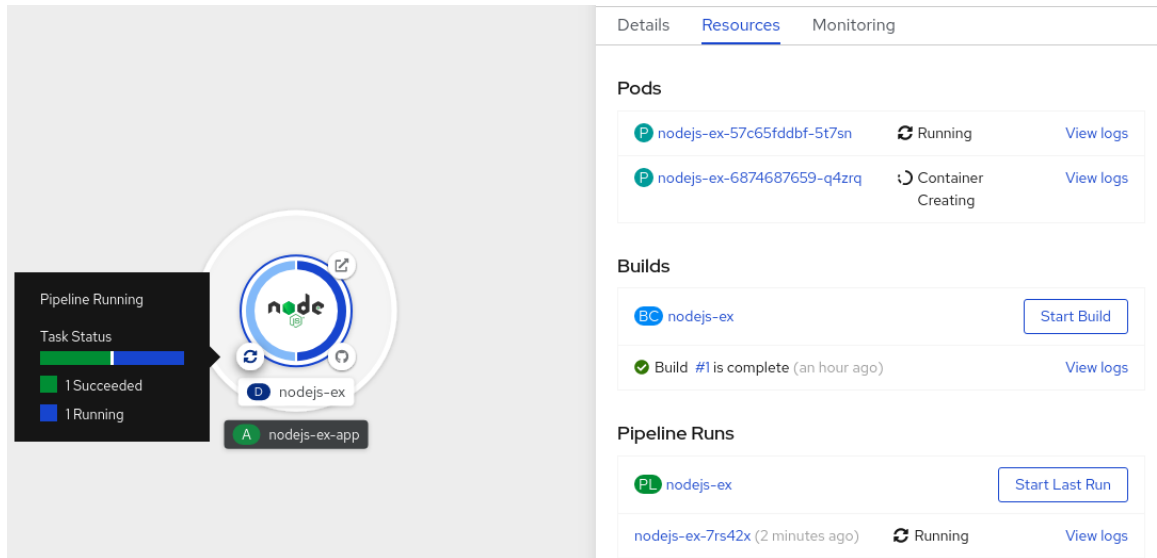 Details Resources Monitoring
Pods
P nodejs-ex-57c65fddbf-5t7sn Running View logs
P nodejs-ex-6874687659-q4zrq Container View logs
Creating
Builds
BC nodejs-ex Start Build
Build #1 is complete (an hour ago) View logs
Pipeline Runs
PL nodejs-ex Start Last Run
nodejs-ex-7rs42x (2 minutes ago) Running View logs
Pipeline Running
Task Status
1 Succeeded
1 Running
node
JS
D nodejs-ex
A nodejs-ex-app